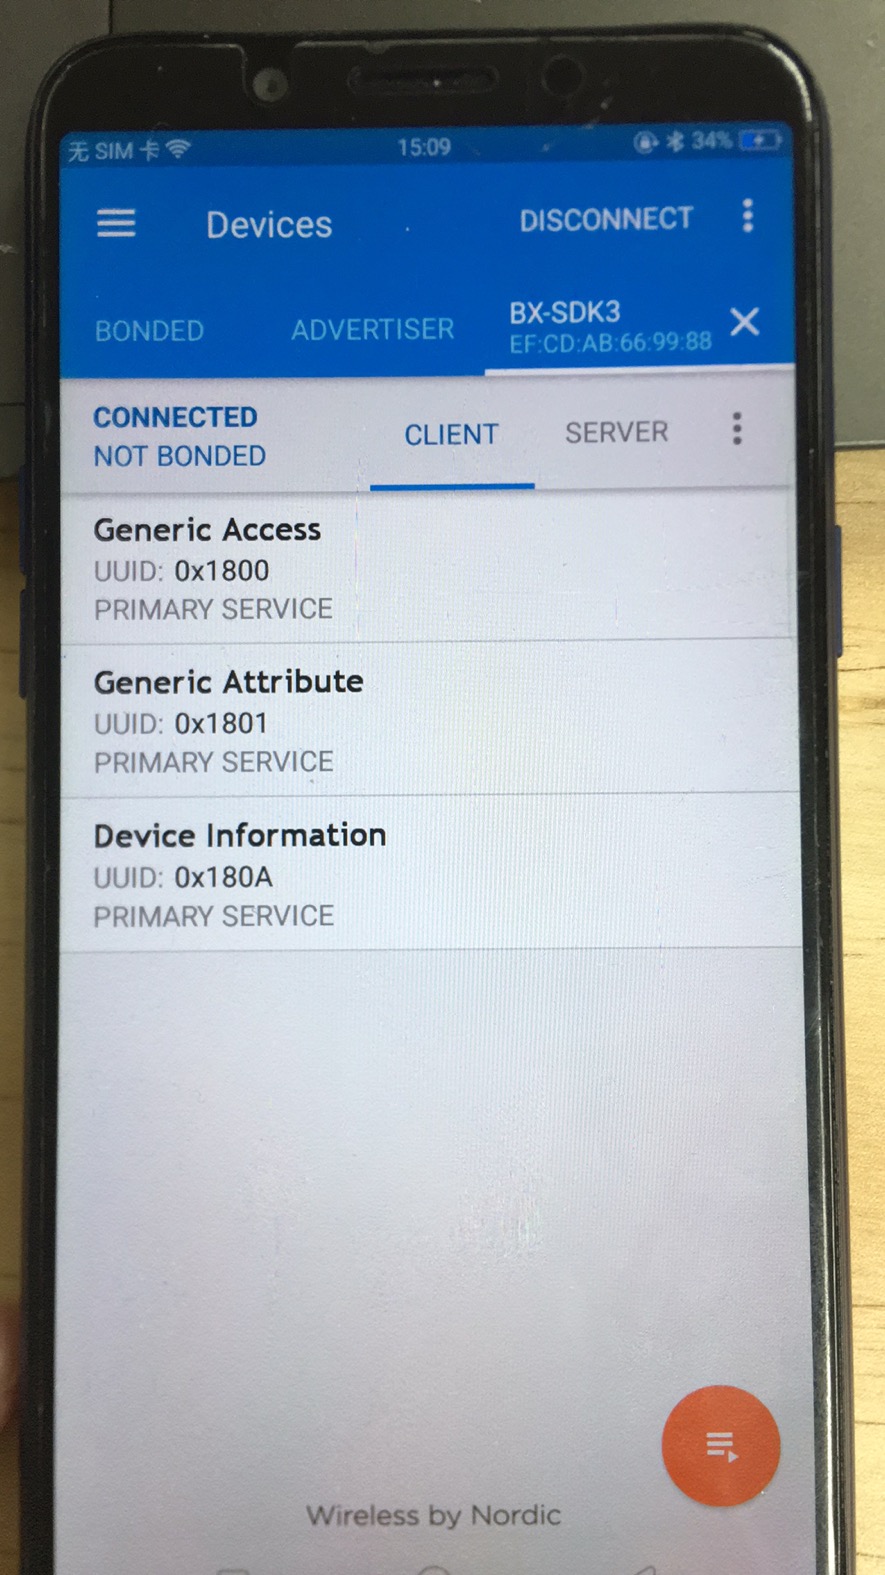 无 SIM 卡 15:09 34%
Devices DISCONNECT
BONDED ADVERTISER BX-SDK3
EF:CD:AB:66:99:88
CONNECTED CLIENT SERVER
NOT BONDED
Generic Access
UUID: 0x1800
PRIMARY SERVICE
Generic Attribute
UUID: 0x1801
PRIMARY SERVICE
Device Information
UUID: 0x180A
PRIMARY SERVICE
Wireless by Nordic